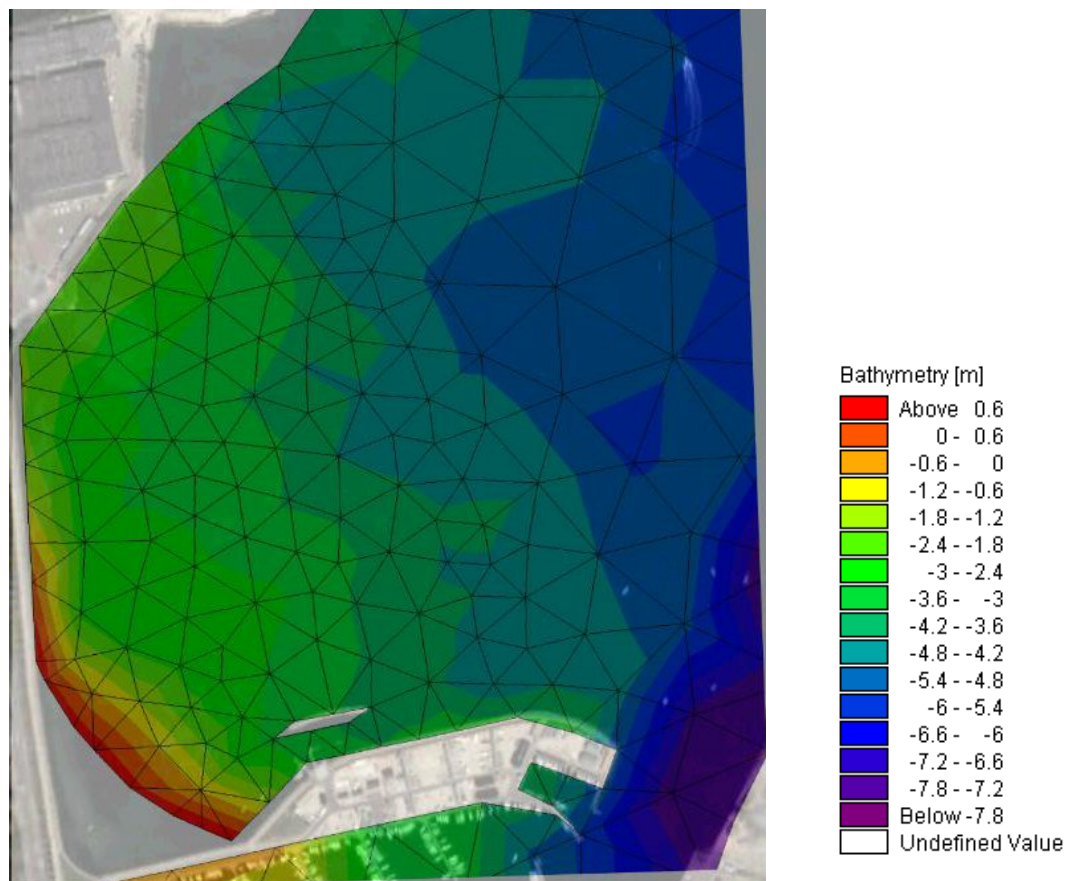 Bathymetry [m]
Above 0.6
0 - 0.6
-0.6 - 0
-1.2 - -0.6
-1.8 - -1.2
-2.4 - -1.8
-3 - -2.4
-3.6 - -3
-4.2 - -3.6
-4.8 - -4.2
-5.4 - -4.8
-6 - -5.4
-6.6 - -6
-7.2 - -6.6
-7.8 - -7.2
Below -7.8
Undefined Value